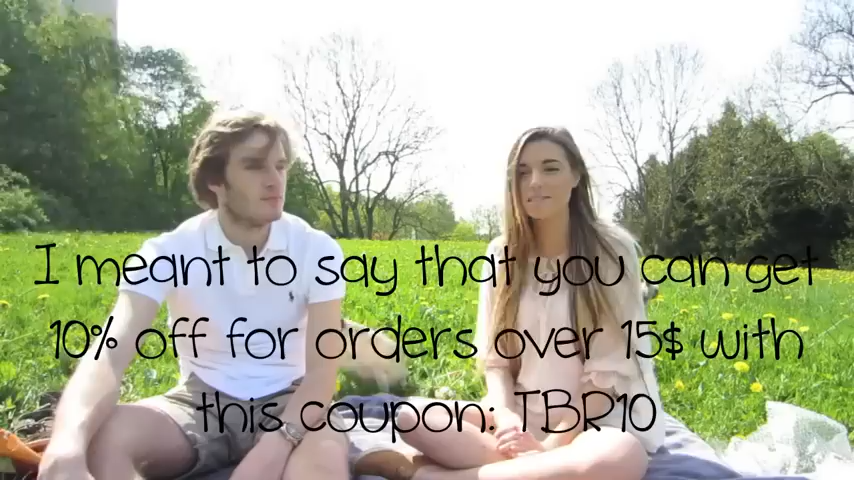 I meant to say that you can get
10% off for orders over 15$ with
this coupon: TBR10